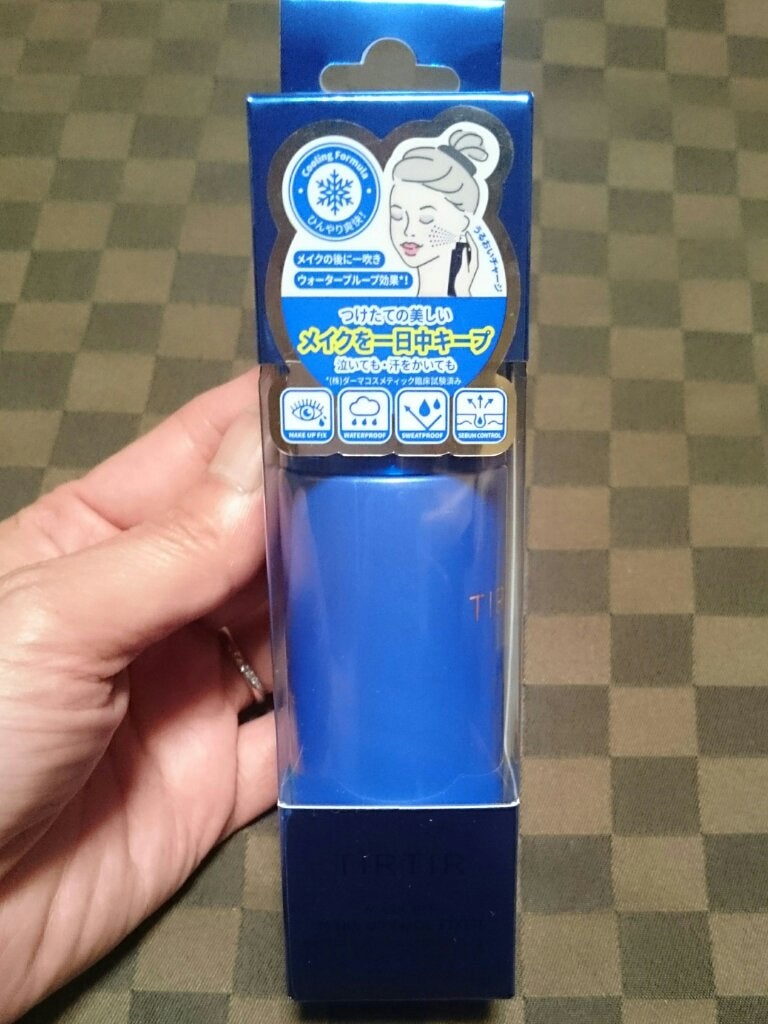 Cooling Formula
ひんやり爽快!
うるおいチャージ
メイクの後に一吹き
ウォータープルーフ効果*!
つけたての美しい
メイクを一日中キープ
泣いても・汗をかいても
*(株)ダーマコスメティック臨床試験済み
MAKE UP FIX
WATERPROOF
SWEATPROOF
SEBUM CONTROL
TIR
TIRTIR